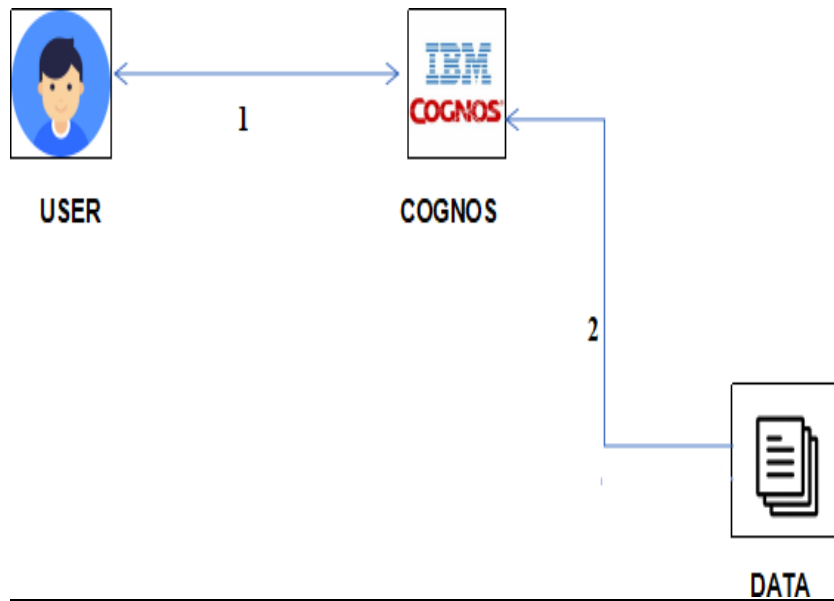 IBM
COGNOS
1
USER
COGNOS
2
DATA